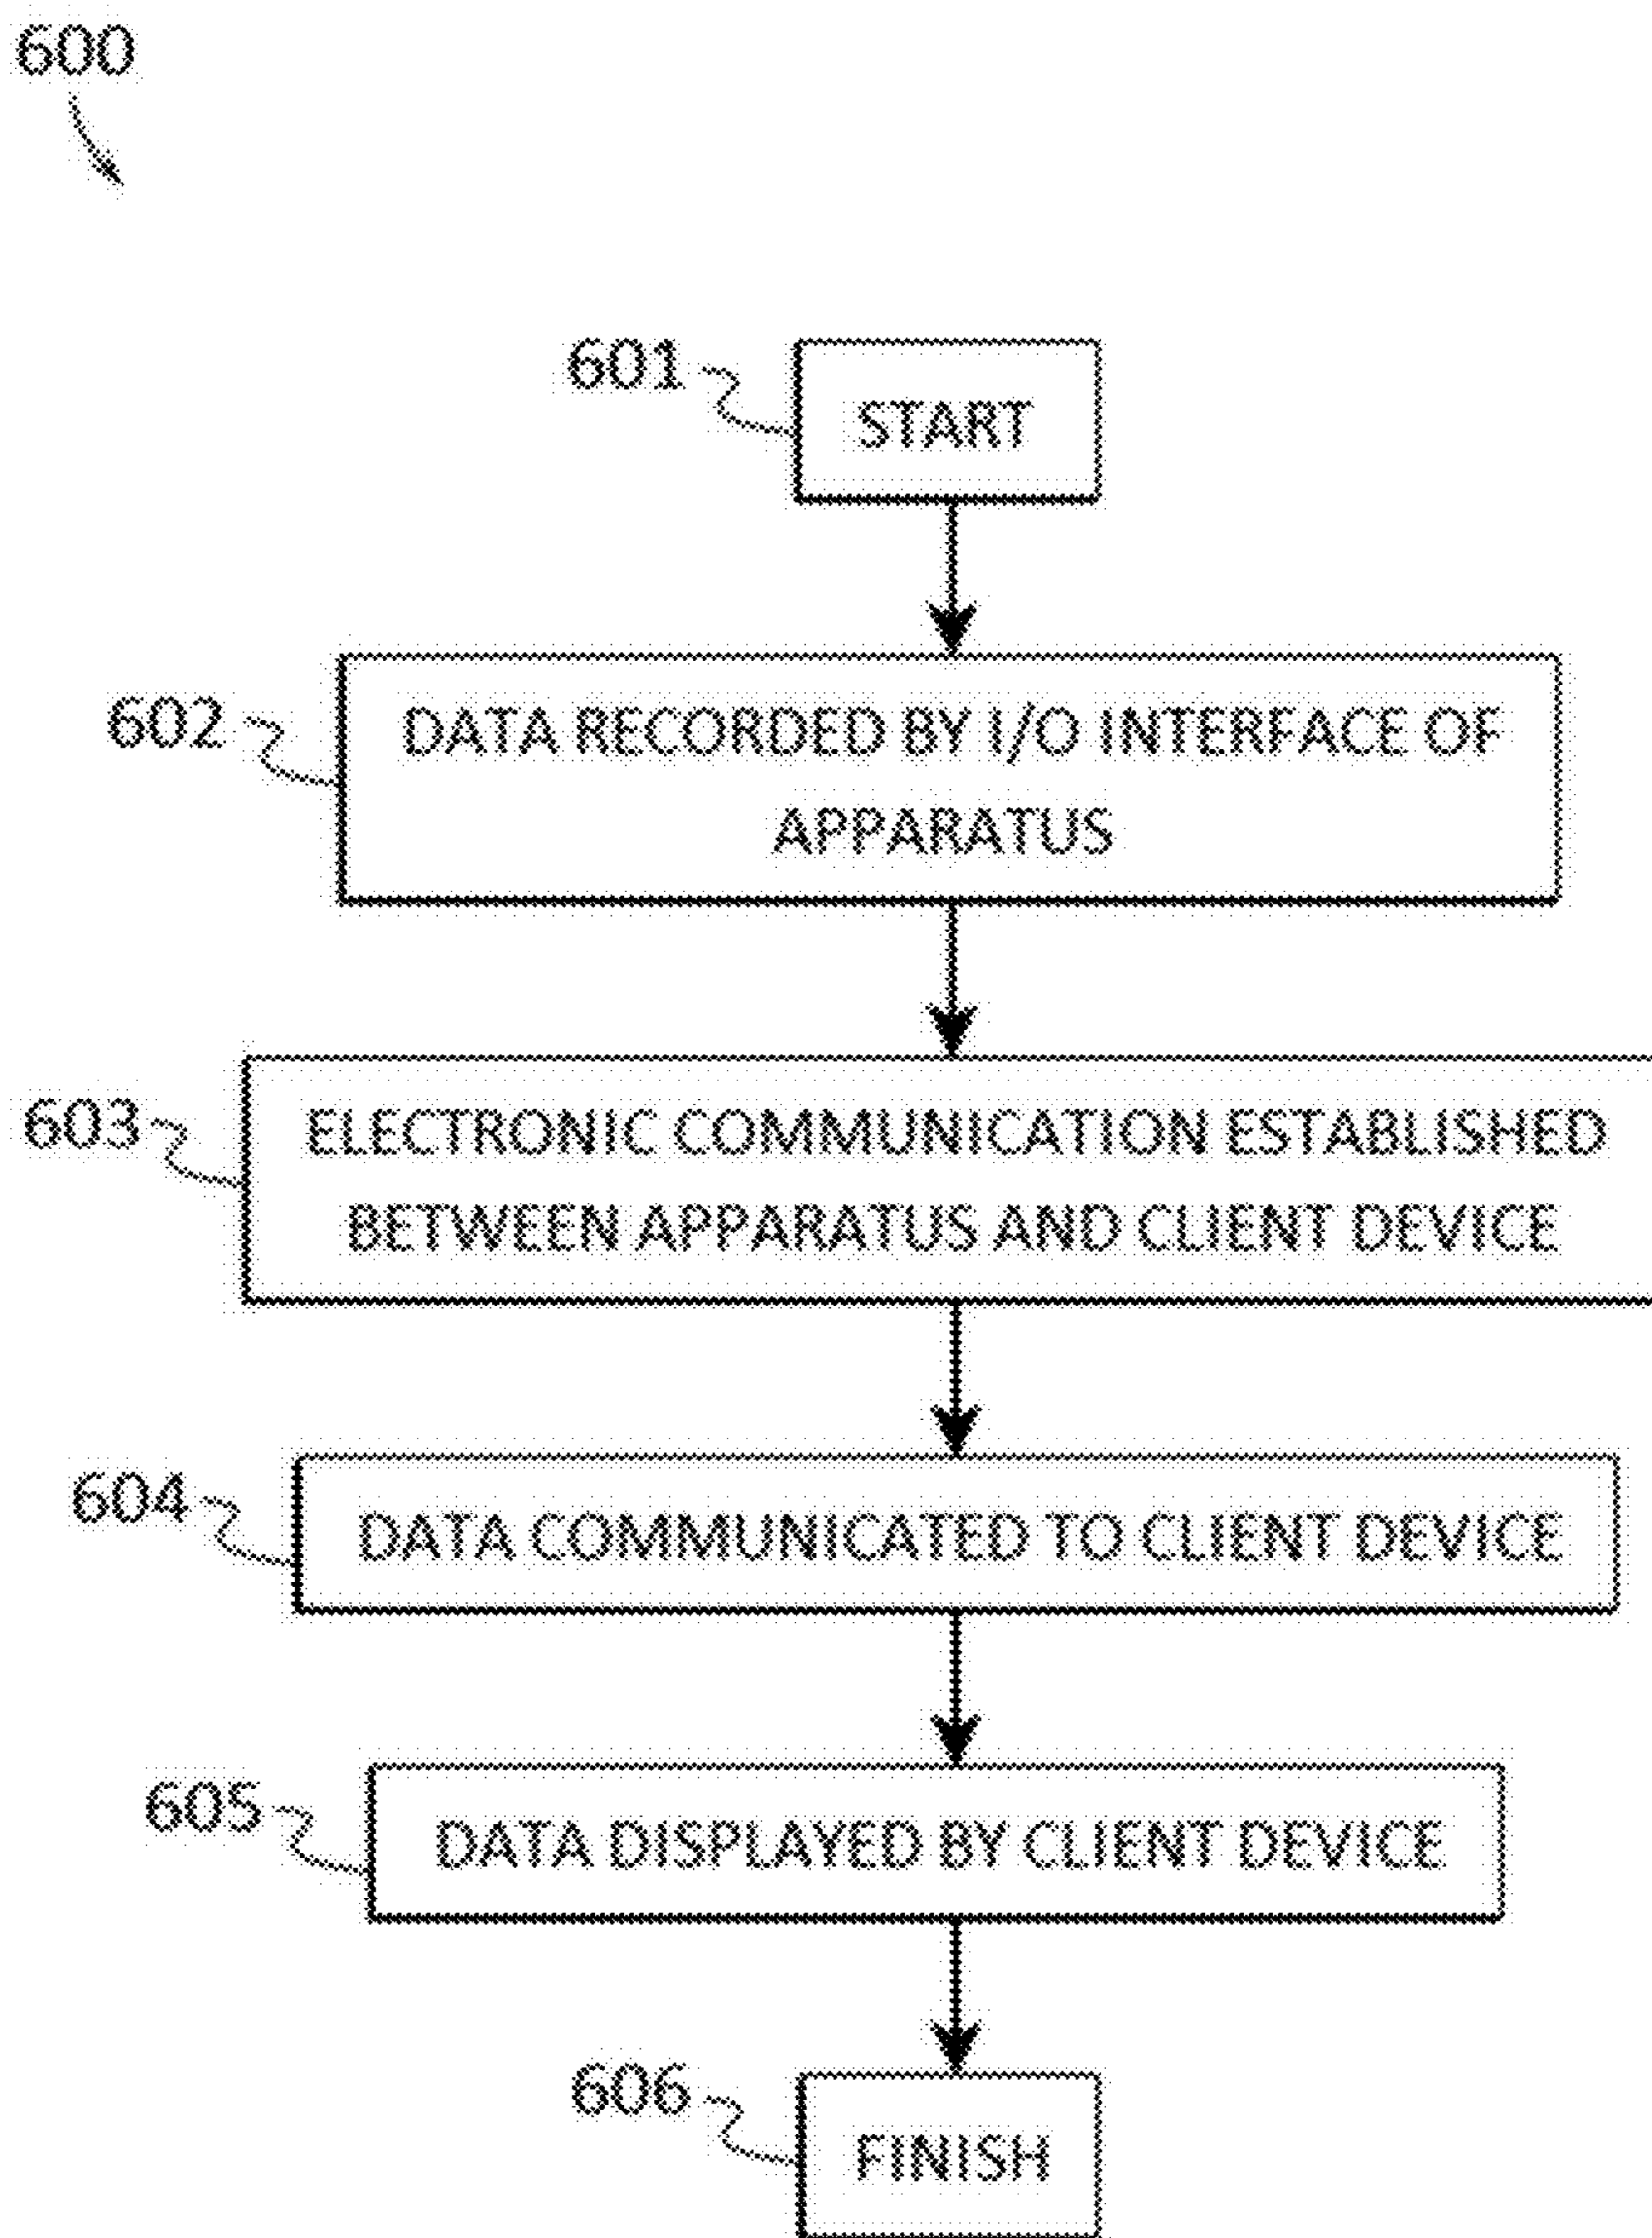 600
601
START
602
DATA RECORDED BY I/O INTERFACE OF
APPARATUS
603
ELECTRONIC COMMUNICATION ESTABLISHED
BETWEEN APPARATUS AND CLIENT DEVICE
604
DATA COMMUNICATED TO CLIENT DEVICE
605
DATA DISPLAYED BY CLIENT DEVICE
606
FINISH